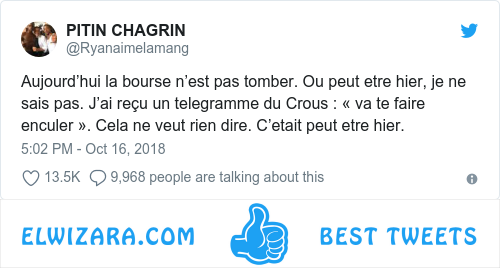 PITIN CHAGRIN
@Ryanaimelamang
Aujourd’hui la bourse n’est pas tomber. Ou peut etre hier, je ne
sais pas. J’ai reçu un telegramme du Crous : « va te faire
enculer ». Cela ne veut rien dire. C’etait peut etre hier.
5:02 PM - Oct 16, 2018
13.5K 9,968 people are talking about this
ELWIZARA.COM BEST TWEETS